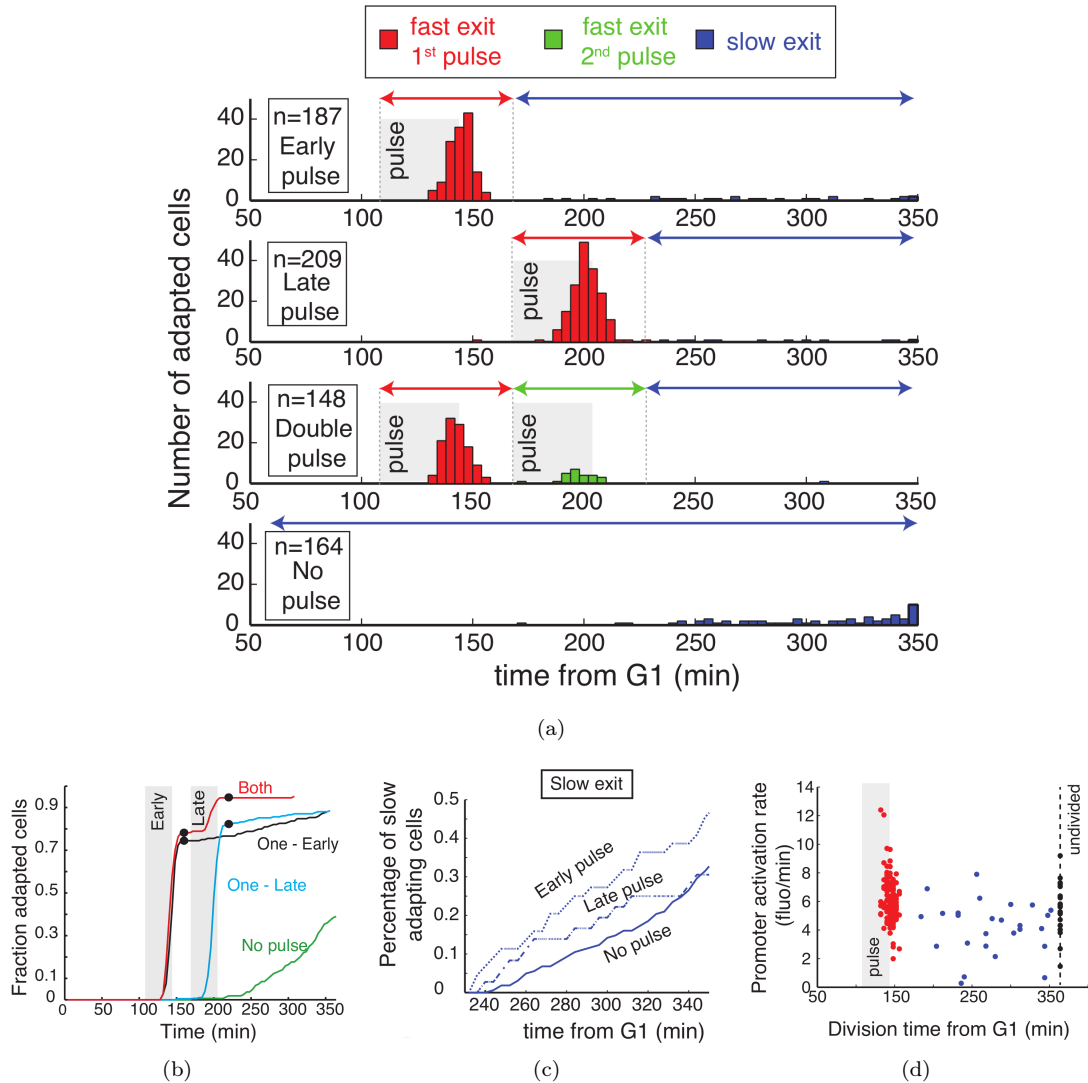 fast exit
1st pulse
fast exit
2nd pulse
slow exit
Number of adapted cells
n=187
Early
pulse
pulse
40
20
0
50 100 150 200 250 300 350
n=209
Late
pulse
pulse
40
20
0
50 100 150 200 250 300 350
n=148
Double
pulse
pulse
pulse
40
20
0
50 100 150 200 250 300 350
n=164
No
pulse
40
20
0
50 100 150 200 250 300 350
time from G1 (min)
(a)
Fraction adapted cells
0.9
0.7
0.5
0.3
0.1
0
Early
Late
Both
One - Early
One - Late
No pulse
0 50 100 150 200 250 300 350
Time (min)
(b)
Slow exit
Percentage of slow
adapting cells
0.5
0.4
0.3
0.2
0.1
0
Early pulse
Late pulse
No pulse
240 260 280 300 320 340
time from G1 (min)
(c)
Promoter activation rate
(fluo/min)
14
12
10
8
6
4
2
0
pulse
undivided
50 150 250 350
Division time from G1 (min)
(d)